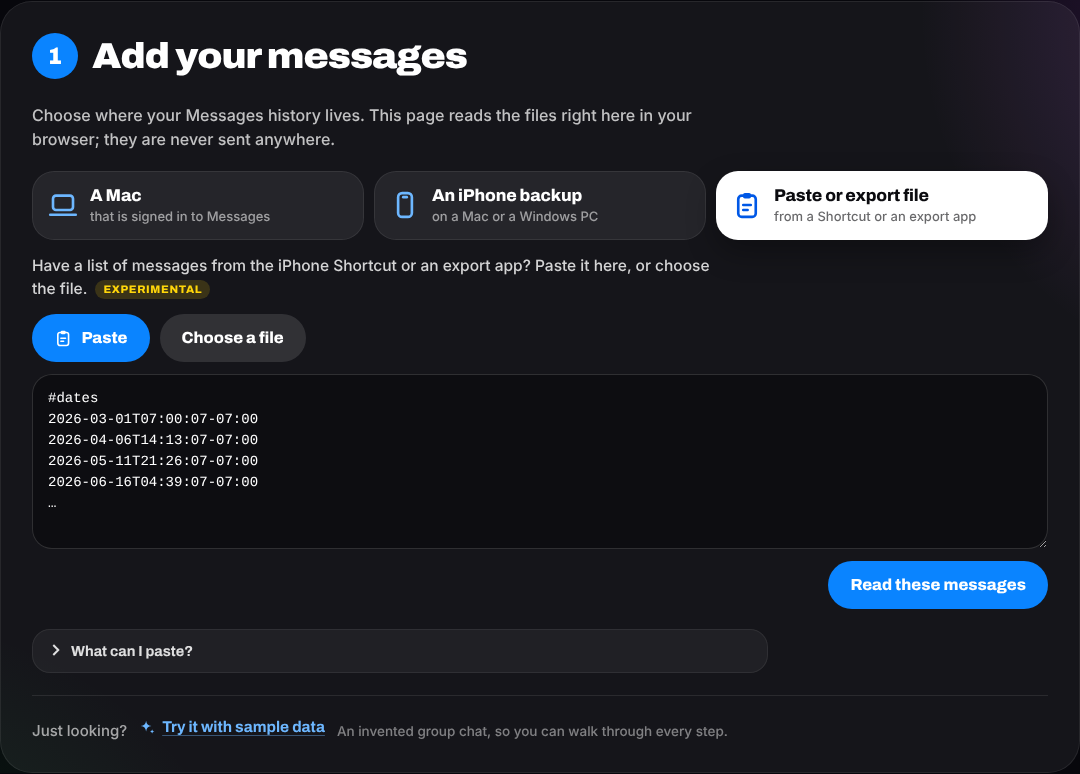 1
Add your messages
Choose where your Messages history lives. This page reads the files right here in your
browser; they are never sent anywhere.
A Mac
that is signed in to Messages
An iPhone backup
on a Mac or a Windows PC
Paste or export file
from a Shortcut or an export app
Have a list of messages from the iPhone Shortcut or an export app? Paste it here, or choose
the file. EXPERIMENTAL
Paste
Choose a file
#dates
2026-03-01T07:00:07-07:00
2026-04-06T14:13:07-07:00
2026-05-11T21:26:07-07:00
2026-06-16T04:39:07-07:00
…
Read these messages
What can I paste?
Just looking? Try it with sample data An invented group chat, so you can walk through every step.